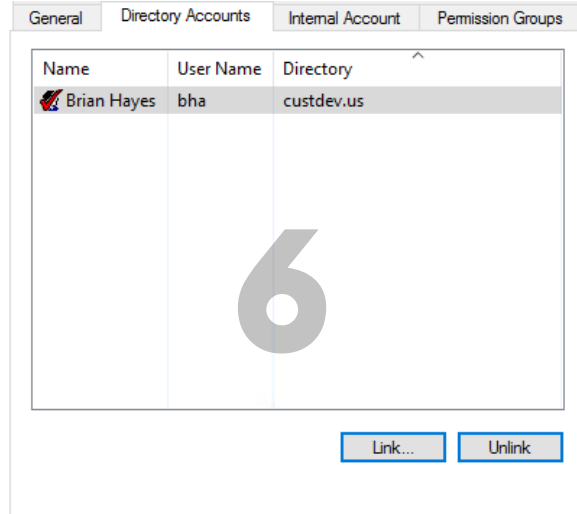 General Directory Accounts Internal Account Permission Groups
Name User Name Directory
Brian Hayes bha custdev.us
6
Link... Unlink